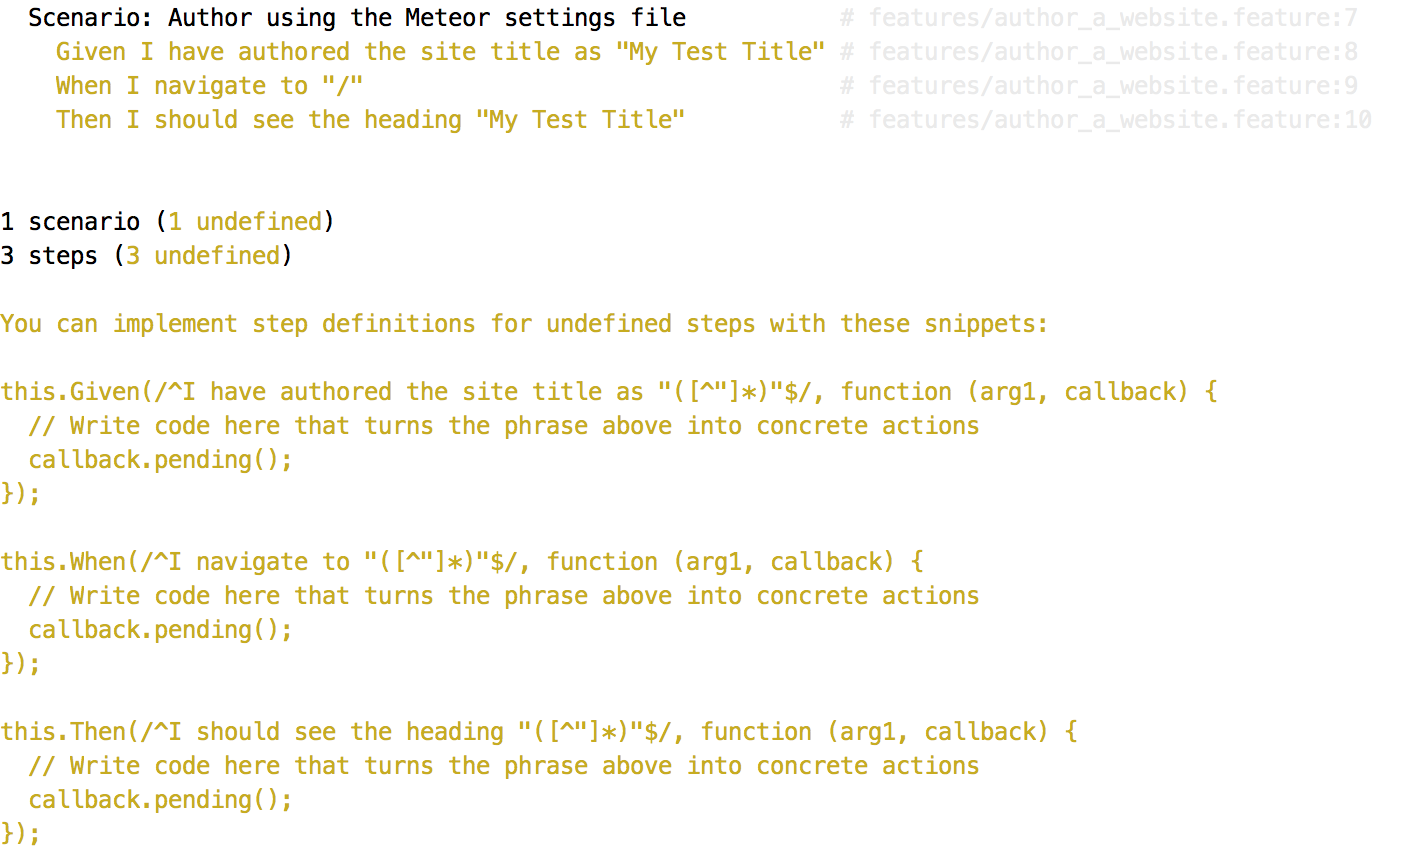 Scenario: Author using the Meteor settings file # features/author_a_website.feature:7
Given I have authored the site title as "My Test Title" # features/author_a_website.feature:8
When I navigate to "/" # features/author_a_website.feature:9
Then I should see the heading "My Test Title" # features/author_a_website.feature:10
1 scenario (1 undefined)
3 steps (3 undefined)
You can implement step definitions for undefined steps with these snippets:
this.Given(/^I have authored the site title as "([^"]*)"$/, function (arg1, callback) {
// Write code here that turns the phrase above into concrete actions
callback.pending();
});
this.When(/^I navigate to "([^"]*)"$/, function (arg1, callback) {
// Write code here that turns the phrase above into concrete actions
callback.pending();
});
this.Then(/^I should see the heading "([^"]*)"$/, function (arg1, callback) {
// Write code here that turns the phrase above into concrete actions
callback.pending();
});